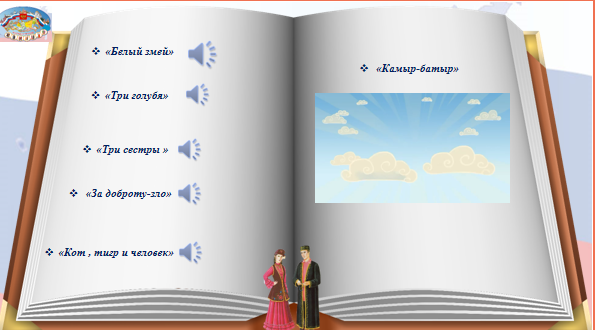 «Белый змей»
«Три голубя»
«Три сестры »
«За доброту-зло»
«Кот , тигр и человек»
«Камыр-батыр»